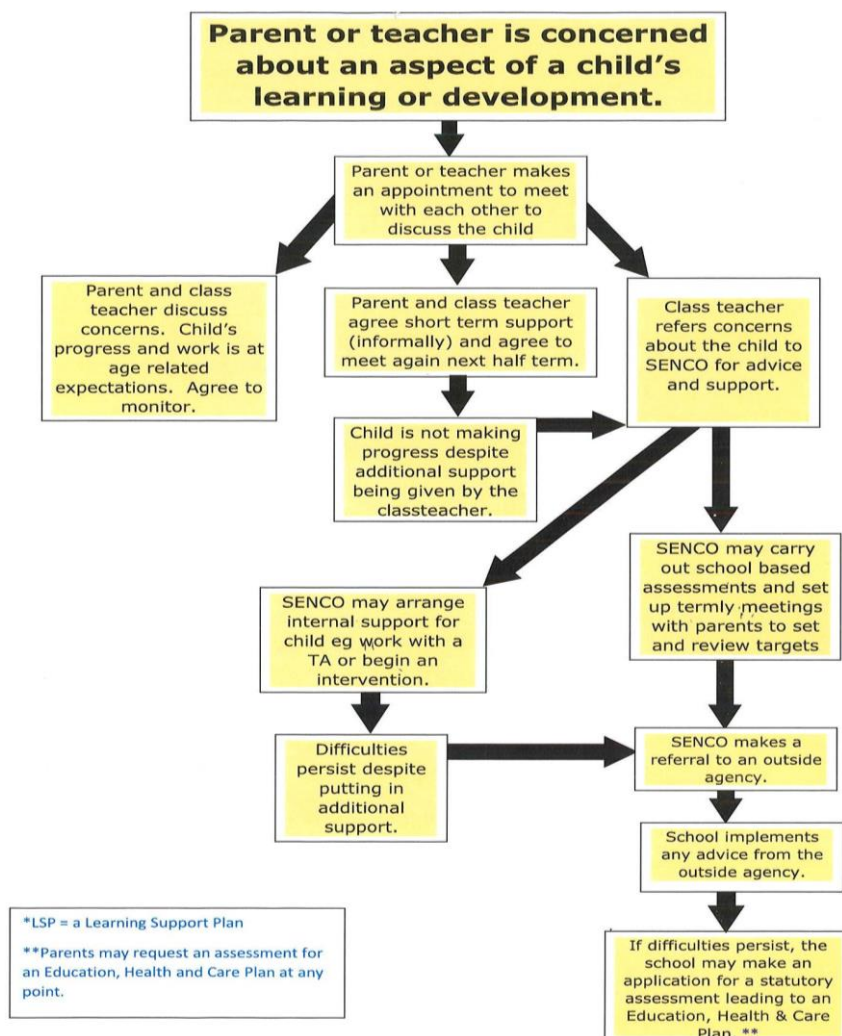 Parent or teacher is concerned
about an aspect of a child's
learning or development.
Parent or teacher makes
an appointment to meet
with each other to
discuss the child
Parent and class
teacher discuss
concerns. Child's
progress and work is at
age related
expectations. Agree to
monitor.
Parent and class teacher
agree short term support
(informally) and agree to
meet again next half term.
Class teacher
refers concerns
about the child to
SENCO for advice
and support.
Child is not making
progress despite
additional support
being given by the
classteacher.
SENCO may arrange
internal support for
child eg work with a
TA or begin an
intervention.
SENCO may carry
out school based
assessments and set
up termly meetings
with parents to set
and review targets
Difficulties
persist despite
putting in
additional
support.
SENCO makes a
referral to an outside
agency.
School implements
any advice from the
outside agency.
If difficulties persist, the
school may make an
application for a statutory
assessment leading to an
Education, Health & Care
Plan. **
*LSP = a Learning Support Plan
**Parents may request an assessment for
an Education, Health and Care Plan at any
point.